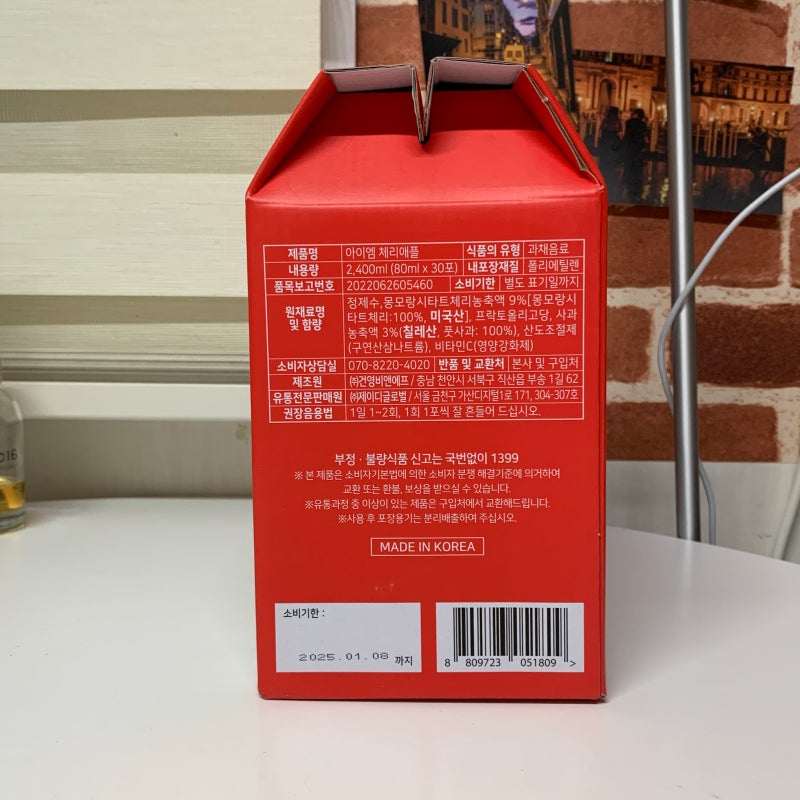 제품명 아이엠 체리애플 식품의 유형 과채음료
내용량 2,400ml (80ml x 30포) 내포장재질 폴리에틸렌
품목보고번호 2022062605460 소비기한 별도 표기일까지
원재료명 및 함량
정제수,몽모랑시타트체리농축액 9%[몽모랑시
타트체리:100%, 미국산], 프락토올리고당, 사과
농축액 3%(칠레산, 풋사과: 100%), 산도조절제
(구연산삼나트륨), 비타민C(영양강화제)
소비자상담실 070-8220-4020 반품 및 교환처 본사 및 구입처
제조원 ㈜건영비앤에프 / 충남 천안시 서북구 직산읍 부송 1길 62
유통전문판매원 ㈜제이디글로벌 / 서울 금천구 가산디지털1로 171, 304-307호
권장음용법 1일 1~2회, 1회 1포씩 잘 흔들어 드십시오.
부정 · 불량식품 신고는 국번없이 1399
※ 본 제품은 소비자기본법에 의한 소비자 분쟁 해결기준에 의거하여
교환 또는 환불, 보상을 받으실 수 있습니다.
※유통과정 중 이상이 있는 제품은 구입처에서 교환해드립니다.
※사용 후 포장용기는 분리배출하여 주십시오.
MADE IN KOREA
소비기한 :
2025.01.08 까지
8 809723 051809 >